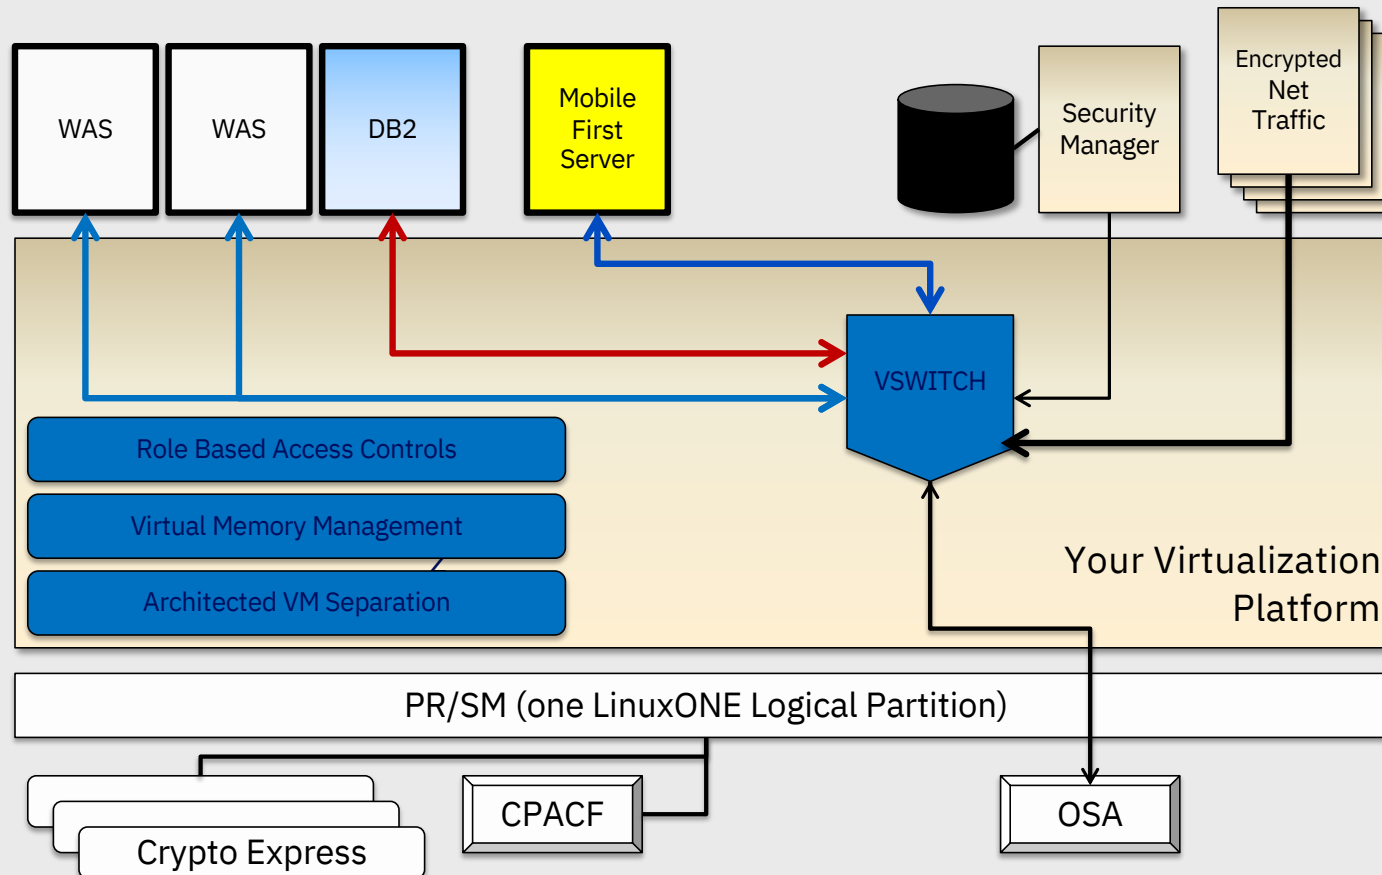 WAS
WAS
DB2
Mobile
First
Server
Security
Manager
Encrypted
Net
Traffic
VSWITCH
Role Based Access Controls
Virtual Memory Management
Architected VM Separation
Your Virtualization
Platform
PR/SM (one LinuxONE Logical Partition)
Crypto Express
CPACF
OSA